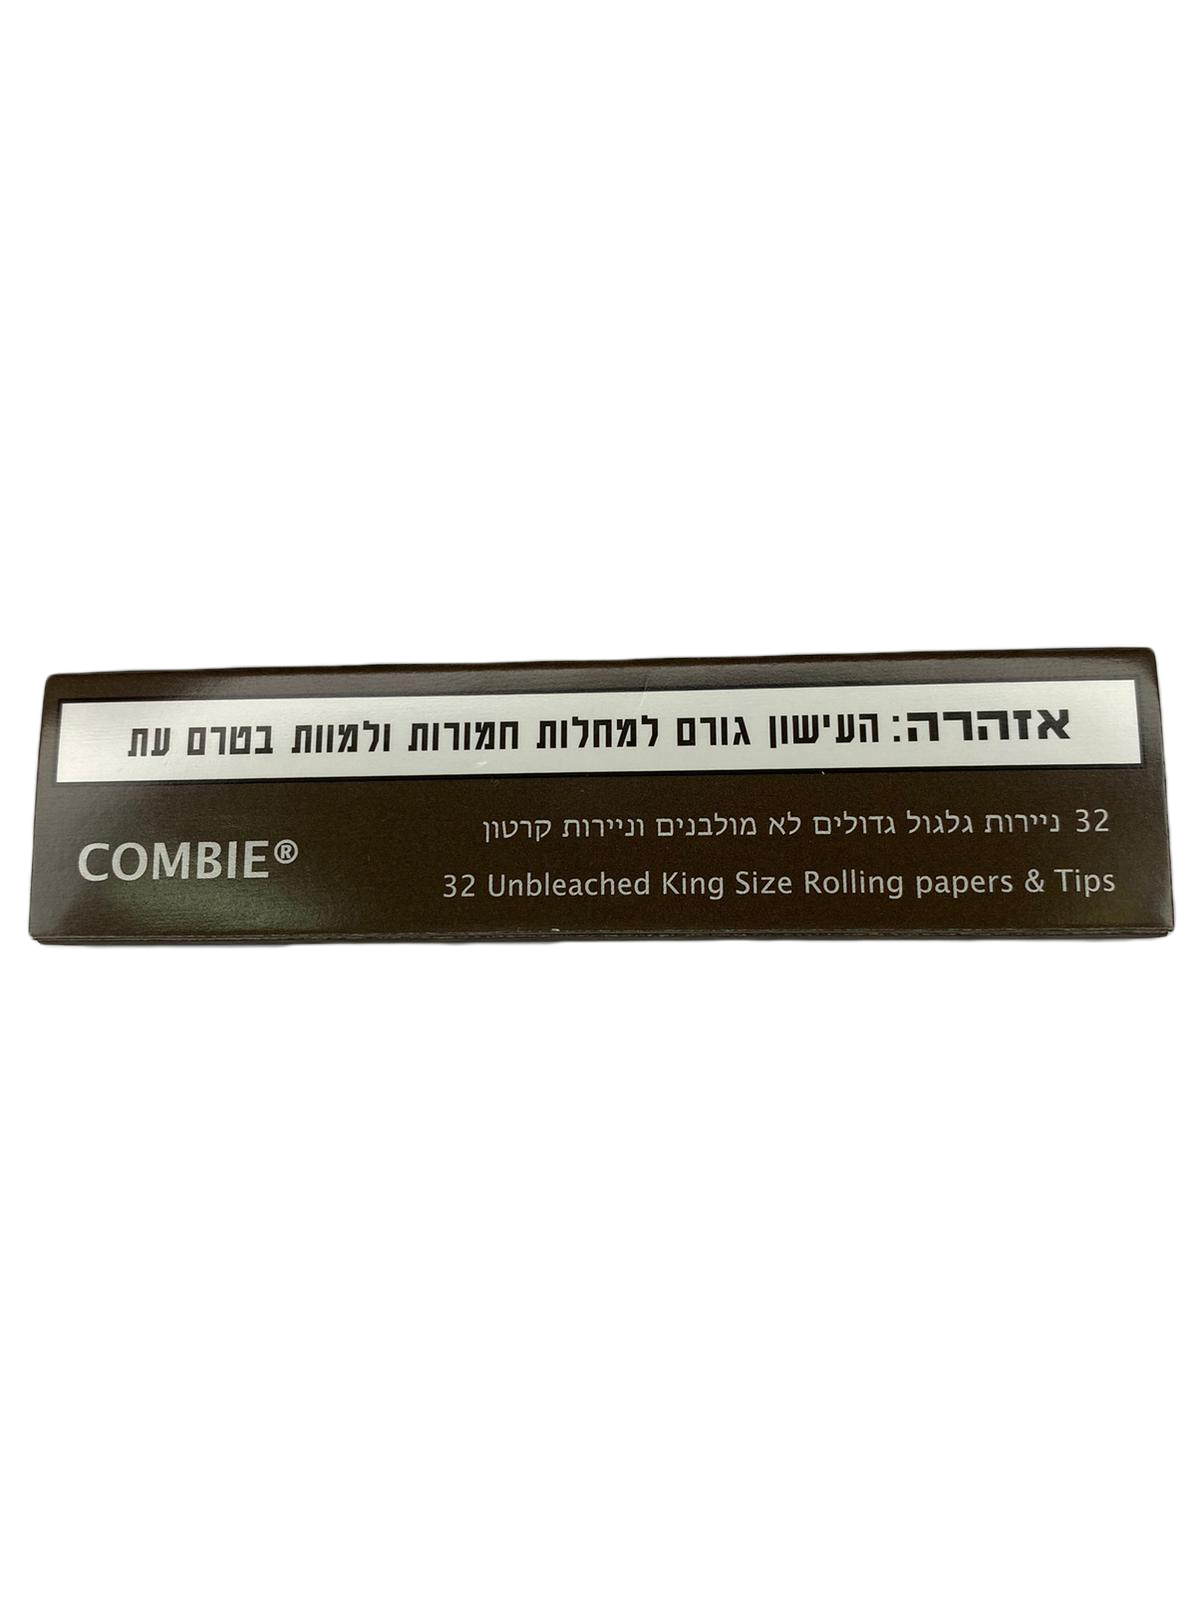 אזהרה: העישון גורם למחלות חמורות ולמוות בטרם עת
32 ניירות גלגול גדולים לא מולבנים וניירות קרטון
COMBIE®
32 Unbleached King Size Rolling papers & Tips